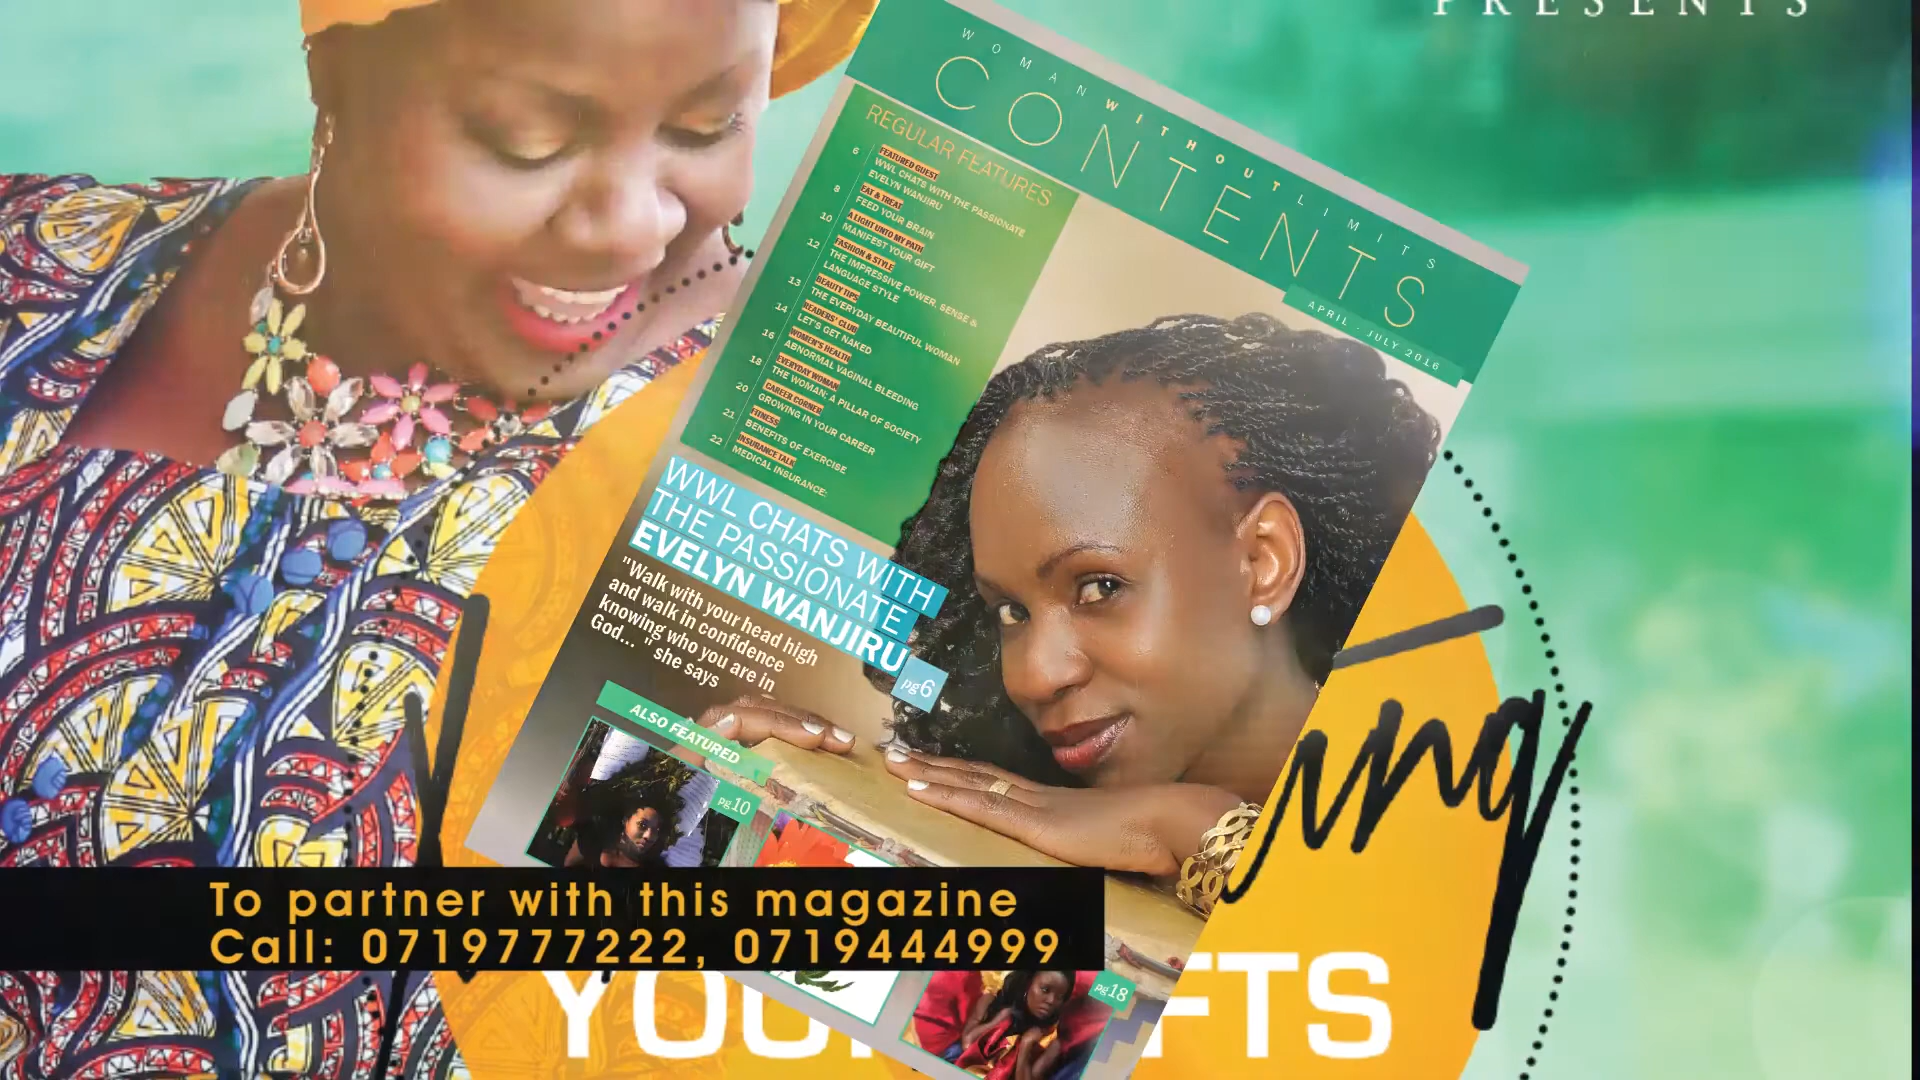 PRESENTS
WOMAN WITHOUT LIMITS
CONTENTS
APRIL - JULY 2016
REGULAR FEATURES
6 FEATURED GUEST
WWL CHATS WITH THE PASSIONATE
EVELYN WANJIRU
8 EAT & TREAT
FEED YOUR BRAIN
10 A LIGHT UNTO MY PATH
MANIFEST YOUR GIFT
12 FASHION & STYLE
THE IMPRESSIVE POWER, SENSE &
LANGUAGE STYLE
13 BEAUTY TIPS
THE EVERYDAY BEAUTIFUL WOMAN
14 READERS' CLUB
LET'S GET NAKED
16 WOMEN'S HEALTH
ABNORMAL VAGINAL BLEEDING
18 EVERYDAY WOMAN
THE WOMAN; A PILLAR OF SOCIETY
20 CAREER CORNER
GROWING IN YOUR CAREER
21 FITNESS
BENEFITS OF EXERCISE
22 INSURANCE TALK
MEDICAL INSURANCE:
WWL CHATS WITH
THE PASSIONATE
EVELYN WANJIRU
pg6
"Walk with your head high
and walk in confidence
knowing who you are in
God... " she says
ALSO FEATURED
pg10
pg18
To partner with this magazine
Call: 0719777222, 0719444999